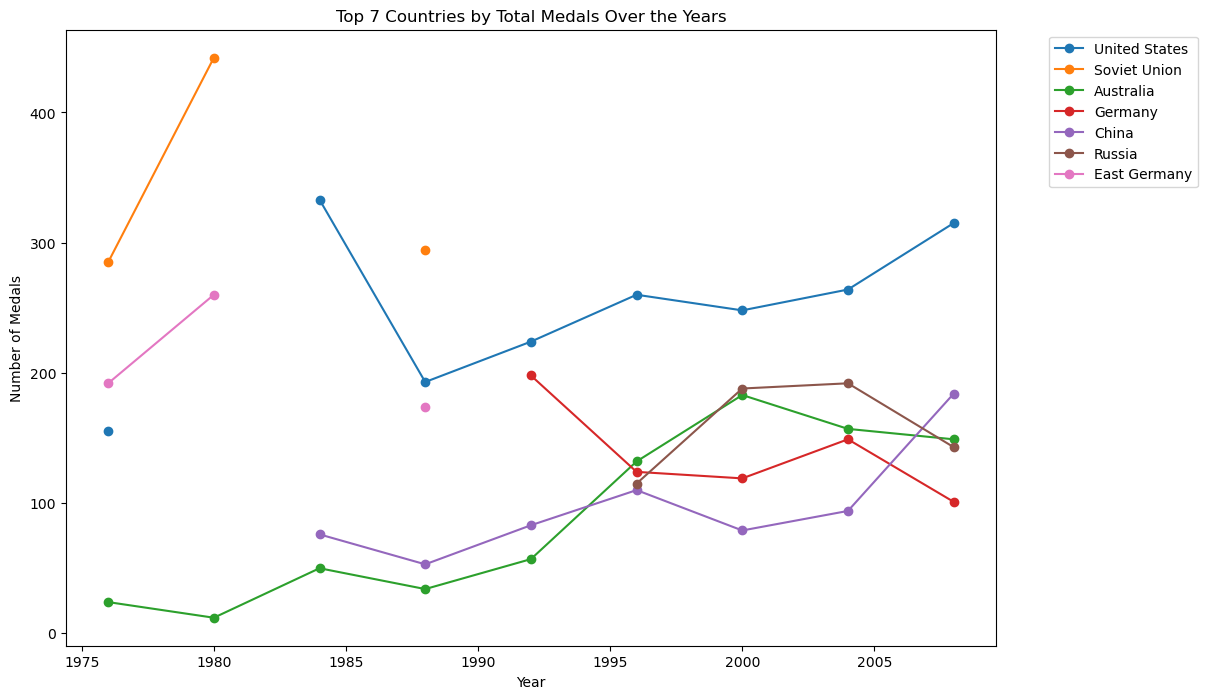 Top 7 Countries by Total Medals Over the Years
United States
Soviet Union
Australia
Germany
China
Russia
East Germany
Number of Medals
400
300
200
100
0
1975 1980 1985 1990 1995 2000 2005
Year